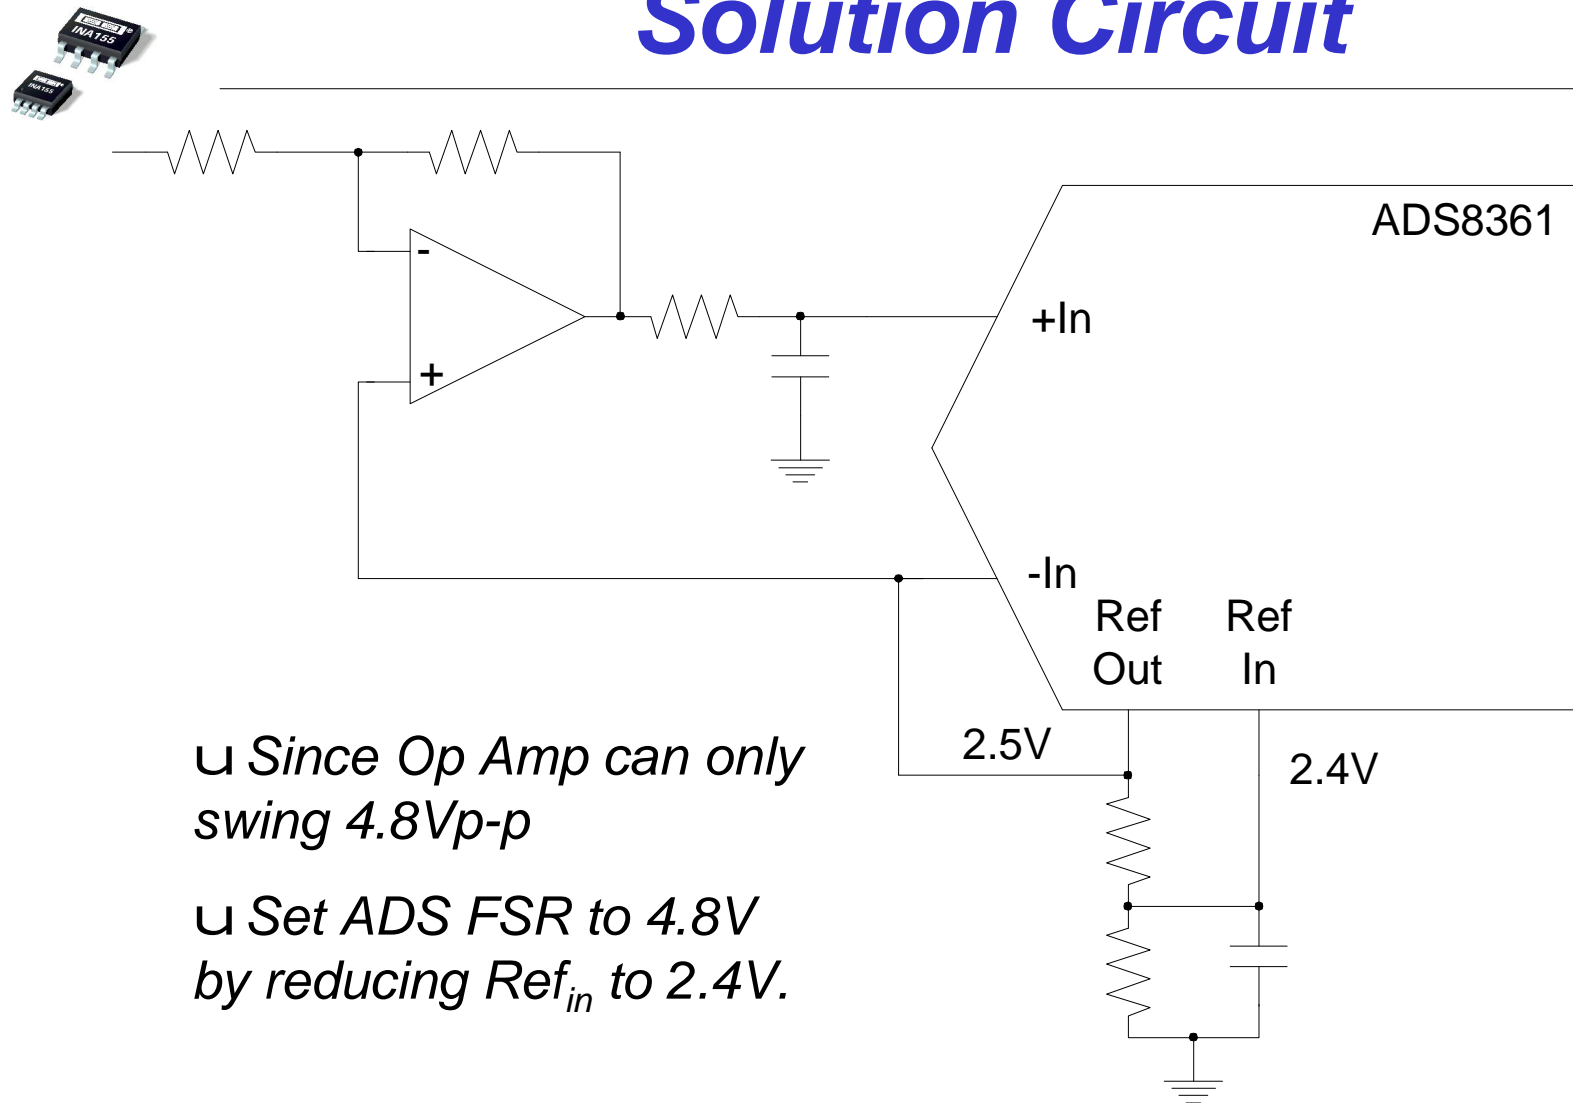 Solution Circuit
INA155
INA155
ADS8361
-
+
+In
-In
Ref
Out
Ref
In
2.5V
2.4V
u Since Op Amp can only
swing 4.8Vp-p
u Set ADS FSR to 4.8V
by reducing Refin to 2.4V.